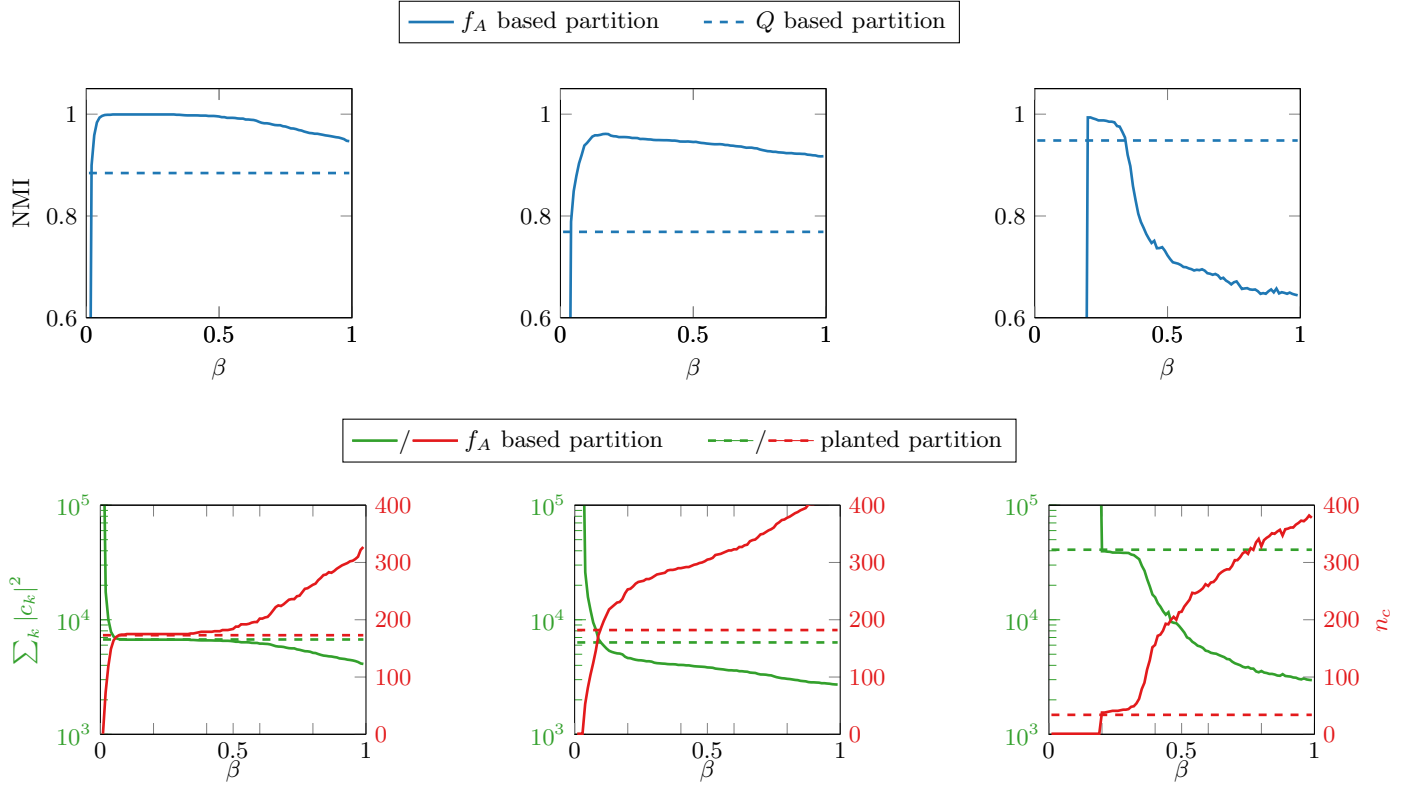 f_A based partition Q based partition
1 1 1
NMI
0.8 0.8 0.8
0.6 0.6 0.6
0 0.5 1 0 0.5 1 0 0.5 1
β β β
/ f_A based partition / planted partition
10^5 400 10^5 400 10^5 400
300 300 300
∑_k |c_k|^2
10^4 200 10^4 200 10^4 200
n_c
100 100 100
10^3 0 10^3 0 10^3 0
0 0.5 1 0 0.5 1 0 0.5 1
β β β